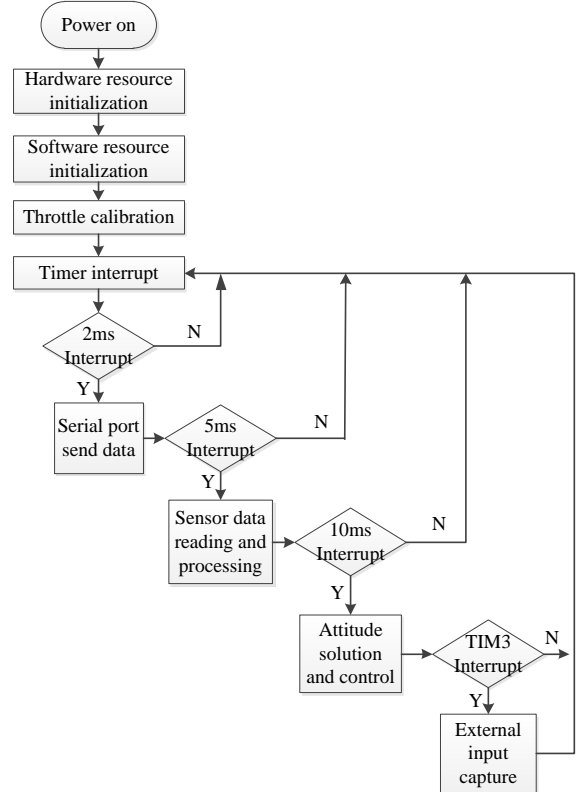 Power on
Hardware resource
initialization
Software resource
initialization
Throttle calibration
Timer interrupt
2ms
Interrupt
N
Y
Serial port
send data
5ms
Interrupt
N
Y
Sensor data
reading and
processing
10ms
Interrupt
N
Y
Attitude
solution
and control
TIM3
Interrupt
N
Y
External
input
capture